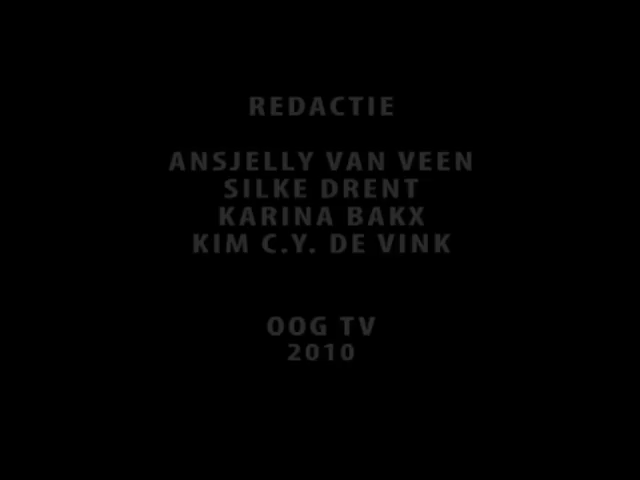 REDACTIE
ANSJELLY VAN VEEN
SILKE DRENT
KARINA BAKX
KIM C.Y. DE VINK
OOG TV
2010